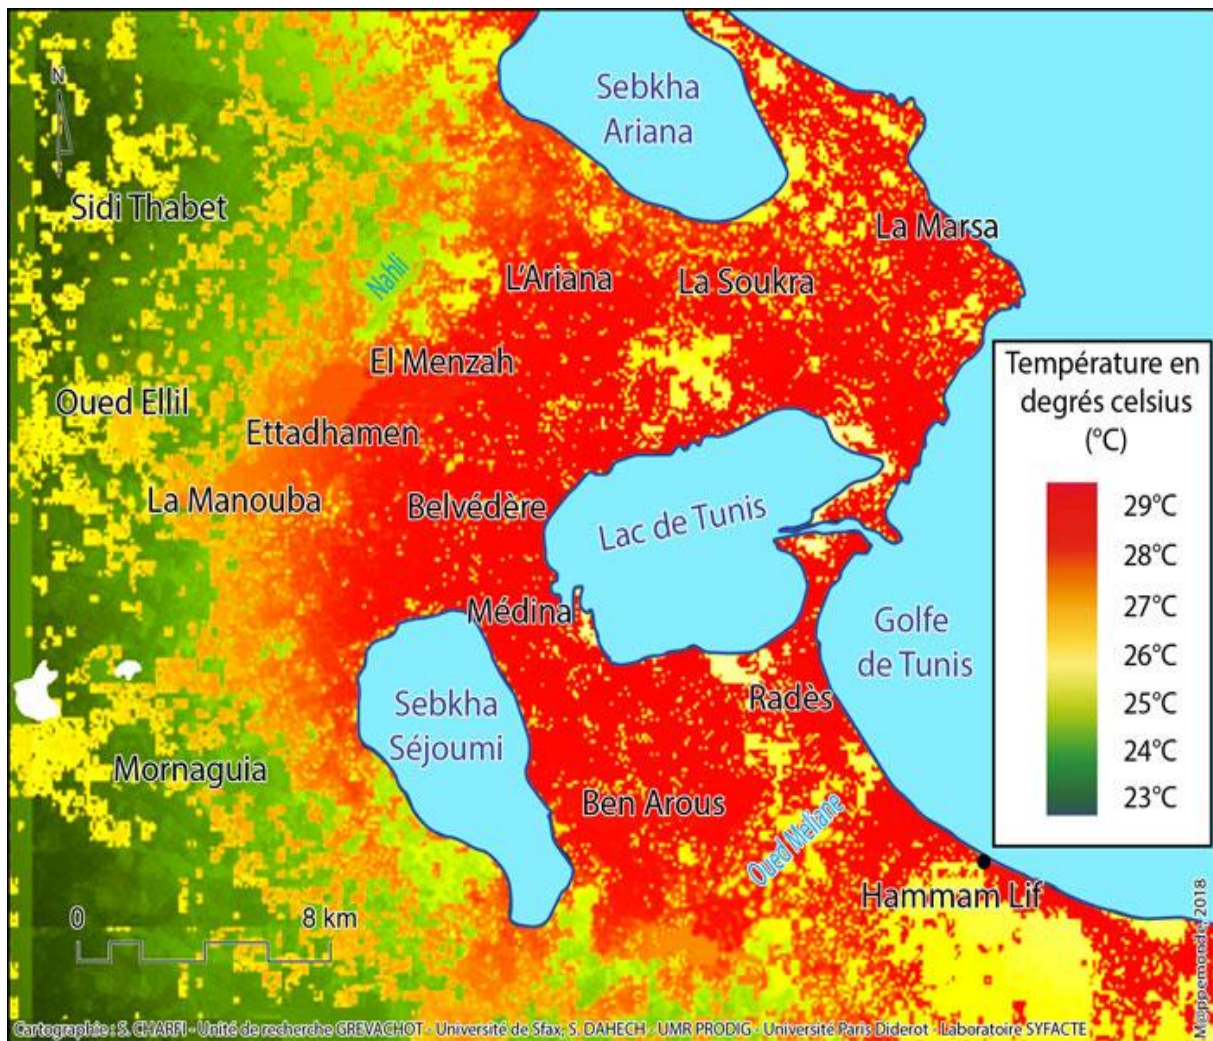 N
Sebkha
Ariana
Sidi Thabet
La Marsa
Nahli
L'Ariana
La Soukra
El Menzah
Oued Ellil
Ettadhamen
La Manouba
Belvédère
Lac de Tunis
Médina
Température en
degrés celsius
(°C)
29°C
28°C
27°C
26°C
25°C
24°C
23°C
Golfe
de Tunis
Sebkha
Séjoumi
Radès
Mornaguia
Ben Arous
Oued Meliane
Hammam Lif
0 8 km
Cartographie : S. CHARFI - Unité de recherche GREVACHOT - Université de Sfax, S. DAHECH - UMR PRODIG - Université Paris Diderot - Laboratoire SYFACTE
M@ppemonde, 2018